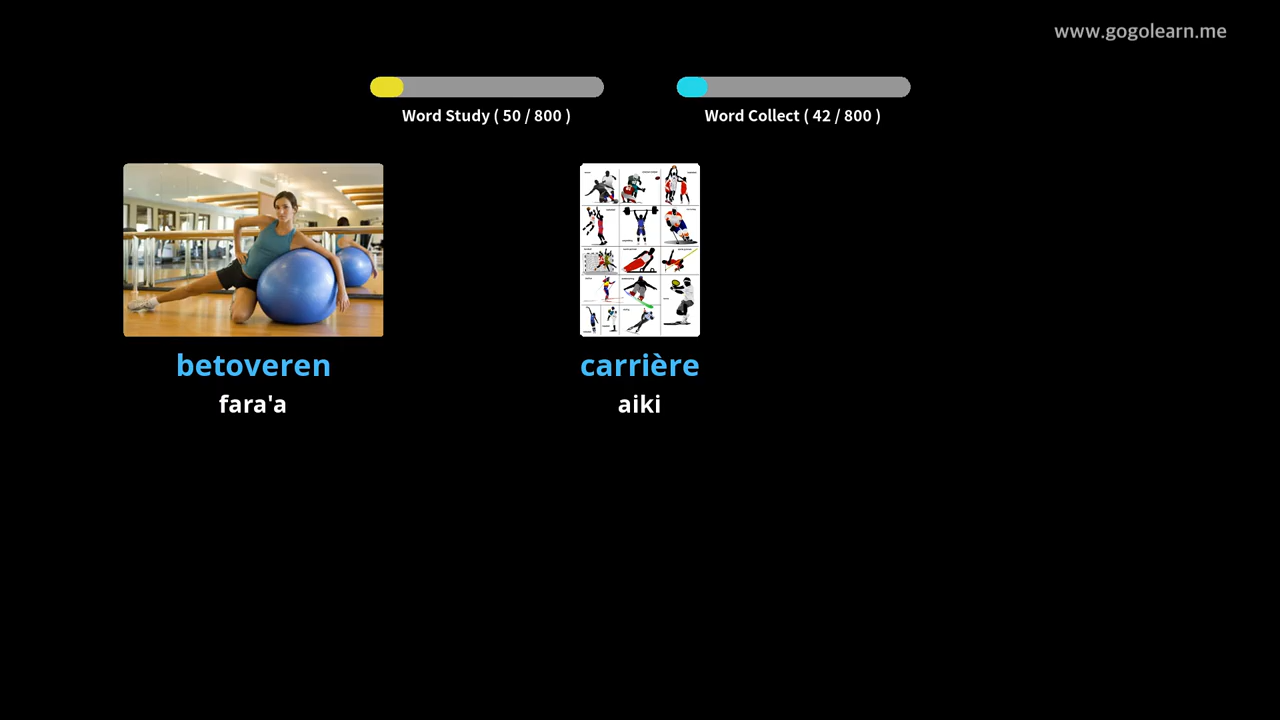 www.gogolearn.me
Word Study ( 50 / 800 )
Word Collect ( 42 / 800 )
betoveren
carrière
fara'a
aiki